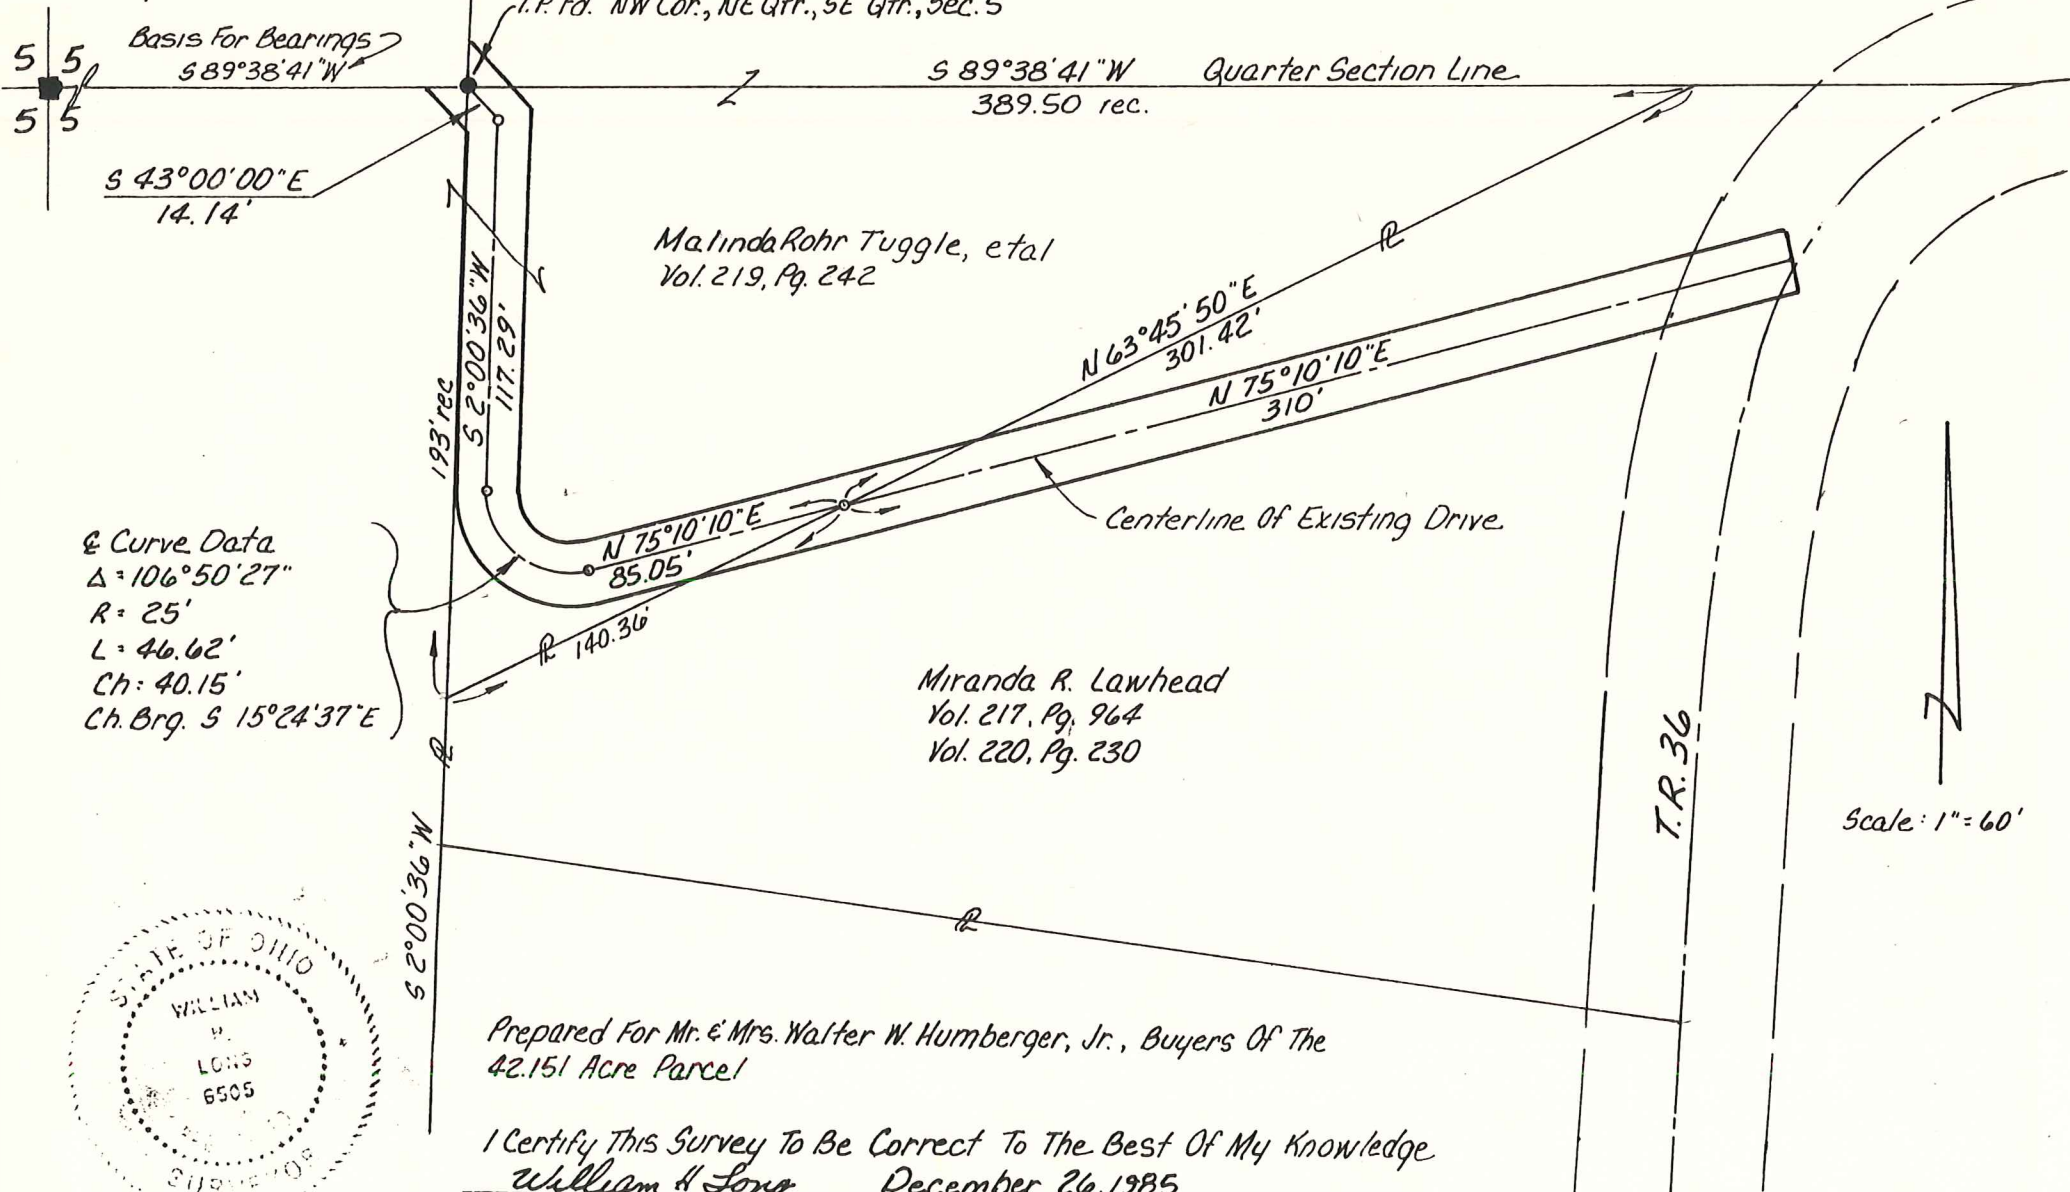 I.P. Fd. NW Cor., NE Qtr., SE Qtr., Sec. 5
Basis For Bearings
S 89°38'41"W
5 5
5 5
S 89°38'41"W Quarter Section Line
389.50 rec.
S 43°00'00"E
14.14'
Malinda Rohr Tuggle, etal
Vol. 219, Pg. 242
S 2°00'36"W
117.29'
193' rec
N 63°45'50"E
301.42'
N 75°10'10"E
310'
N 75°10'10"E
85.05'
Centerline Of Existing Drive
℄ Curve Data
Δ = 106°50'27"
R = 25'
L = 46.62'
Ch: 40.15'
Ch. Brg. S 15°24'37"E
℄ 140.36'
Miranda R. Lawhead
Vol. 217, Pg. 964
Vol. 220, Pg. 230
T.R. 36
Scale: 1"=60'
S 2°00'36"W
STATE OF OHIO
WILLIAM
H.
LONG
6505
SURVEYOR
Prepared For Mr. & Mrs. Walter W. Humberger, Jr., Buyers Of The
42.151 Acre Parcel
I Certify This Survey To Be Correct To The Best Of My Knowledge
William H Long December 26, 1985